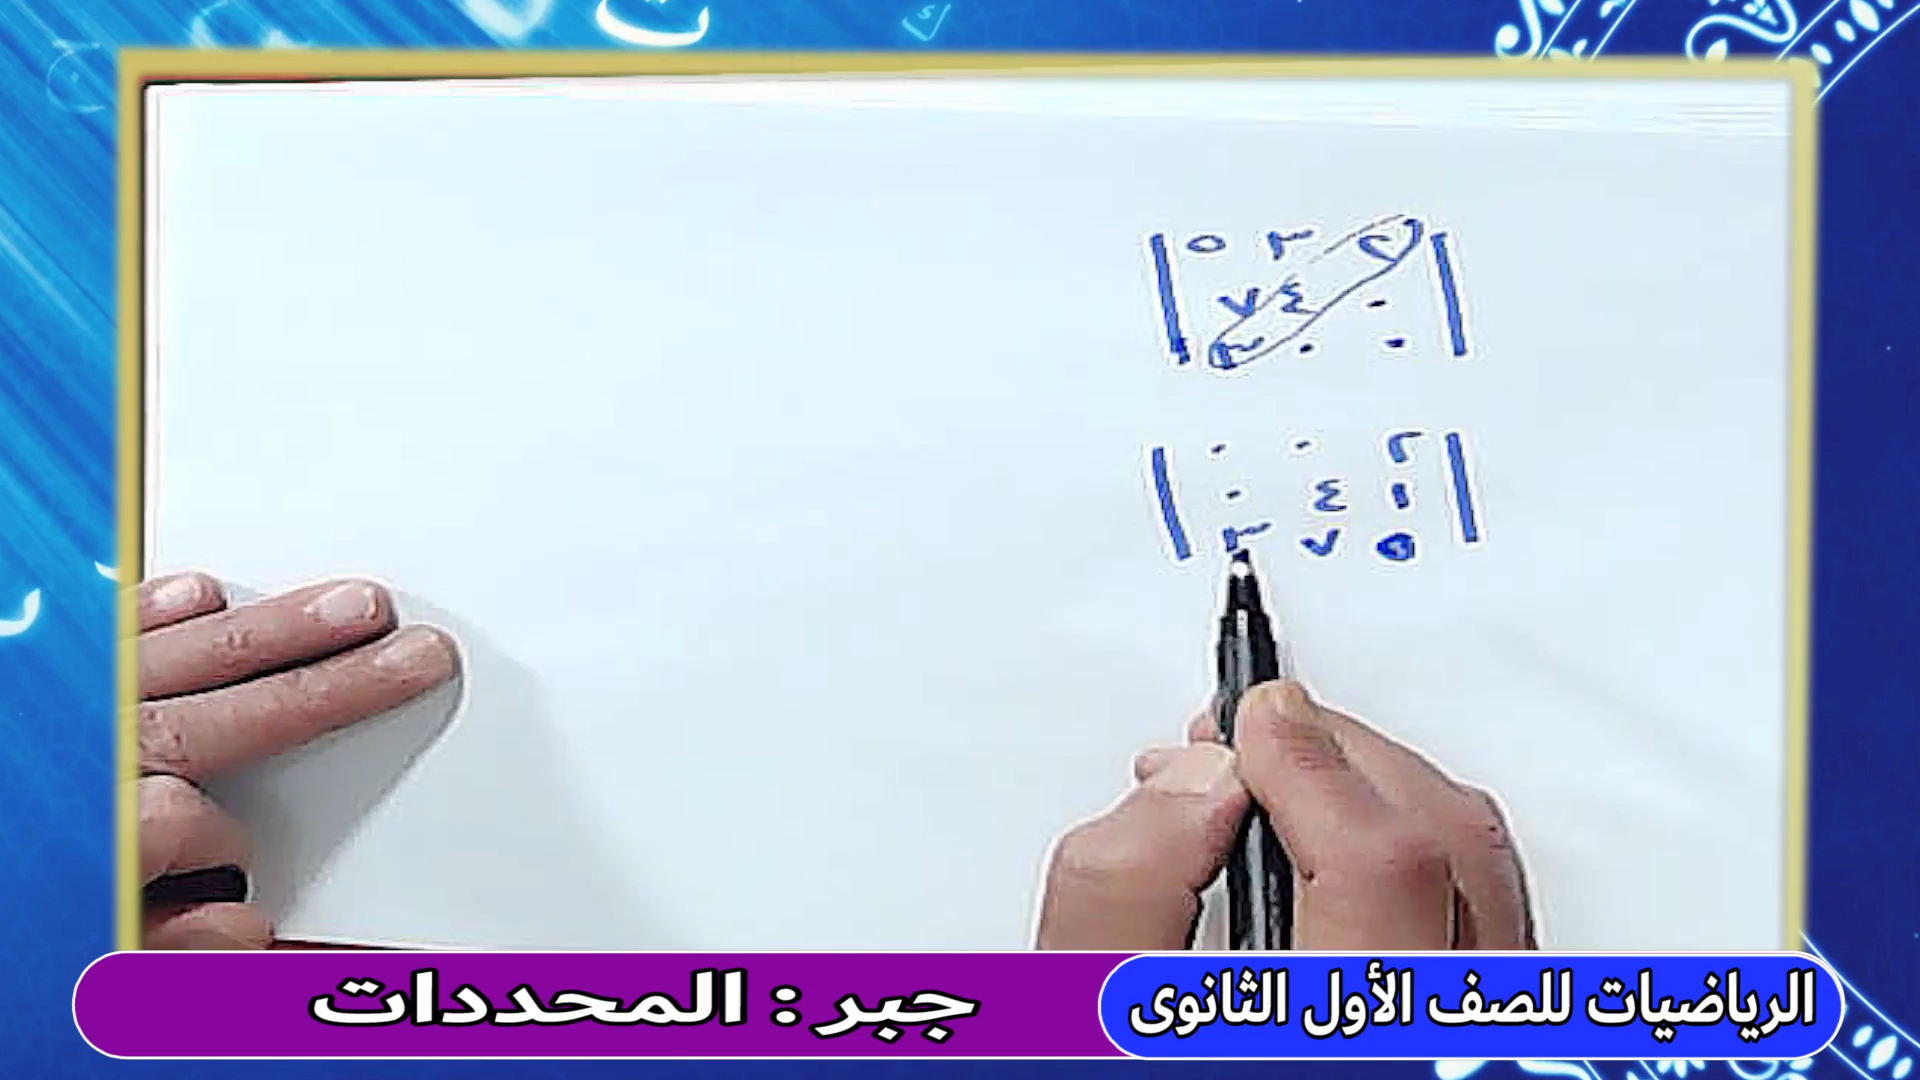 | ٢ ٣ ٥ |
| ٠ ٤ ٧ |
| ٠ ٠ ٣ |
| ٢ ٠ ٠ |
| ١ ٤ ٠ |
| ٥ ٧ ٣ |
الرياضيات للصف الأول الثانوى
جبر : المحددات